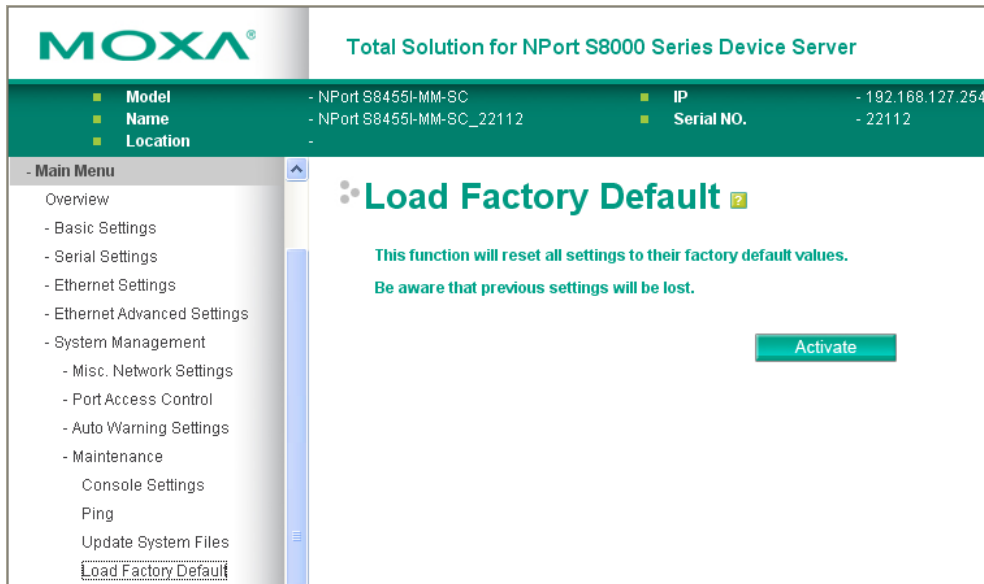 MOXA®
Total Solution for NPort S8000 Series Device Server
Model - NPort S8455I-MM-SC IP - 192.168.127.254
Name - NPort S8455I-MM-SC_22112 Serial NO. - 22112
Location -
- Main Menu
Overview
- Basic Settings
- Serial Settings
- Ethernet Settings
- Ethernet Advanced Settings
- System Management
- Misc. Network Settings
- Port Access Control
- Auto Warning Settings
- Maintenance
Console Settings
Ping
Update System Files
Load Factory Default
Load Factory Default ?
This function will reset all settings to their factory default values.
Be aware that previous settings will be lost.
Activate